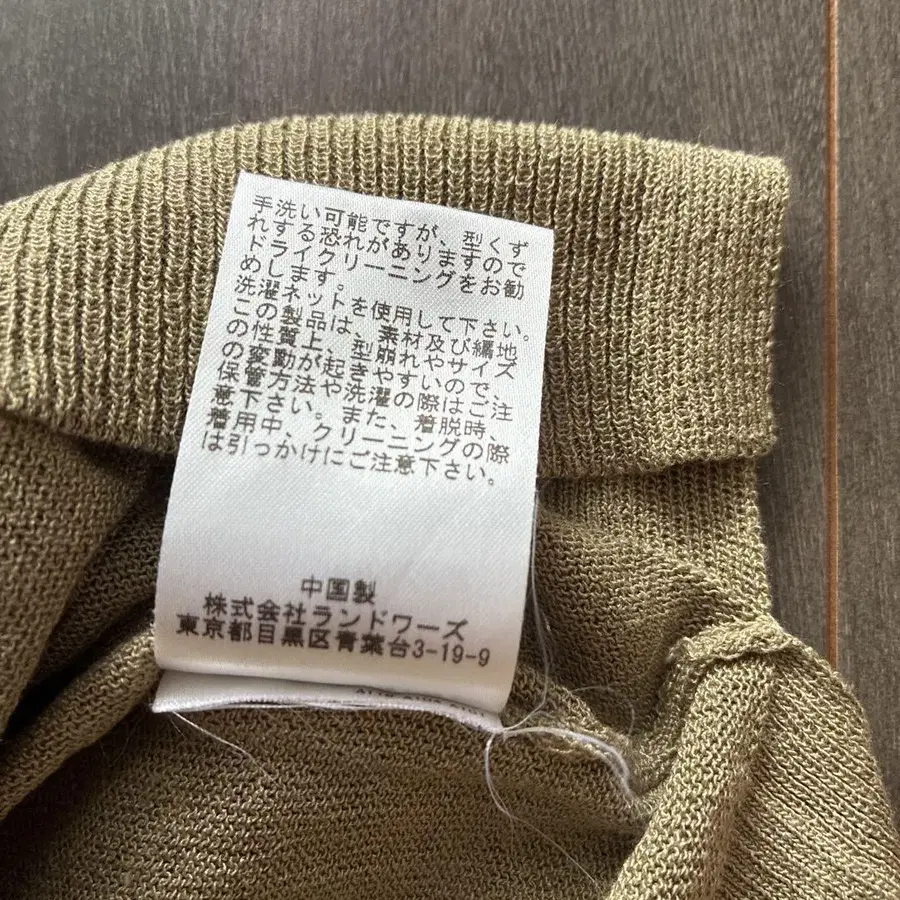 手洗い可能ですが、型くず
れする恐れがありますので
ドライクリーニングをお勧
めします。
洗濯ネットを使用して下さい。
この製品は、素材及び編地
の性質上、型崩れやサイズ
の変動が起きやすいので、
保管方法や洗濯の際はご注
意下さい。また、着脱時、
着用中、クリーニングの際
は引っかけにご注意下さい。
中国製
株式会社ランドワーズ
東京都目黒区青葉台3-19-9